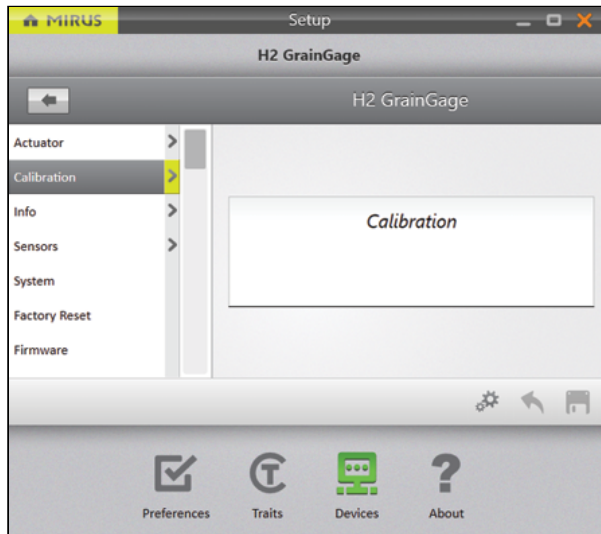 MIRUS
Setup
H2 GrainGage
H2 GrainGage
Actuator
Calibration
Info
Sensors
System
Factory Reset
Firmware
Calibration
Preferences
Traits
Devices
About